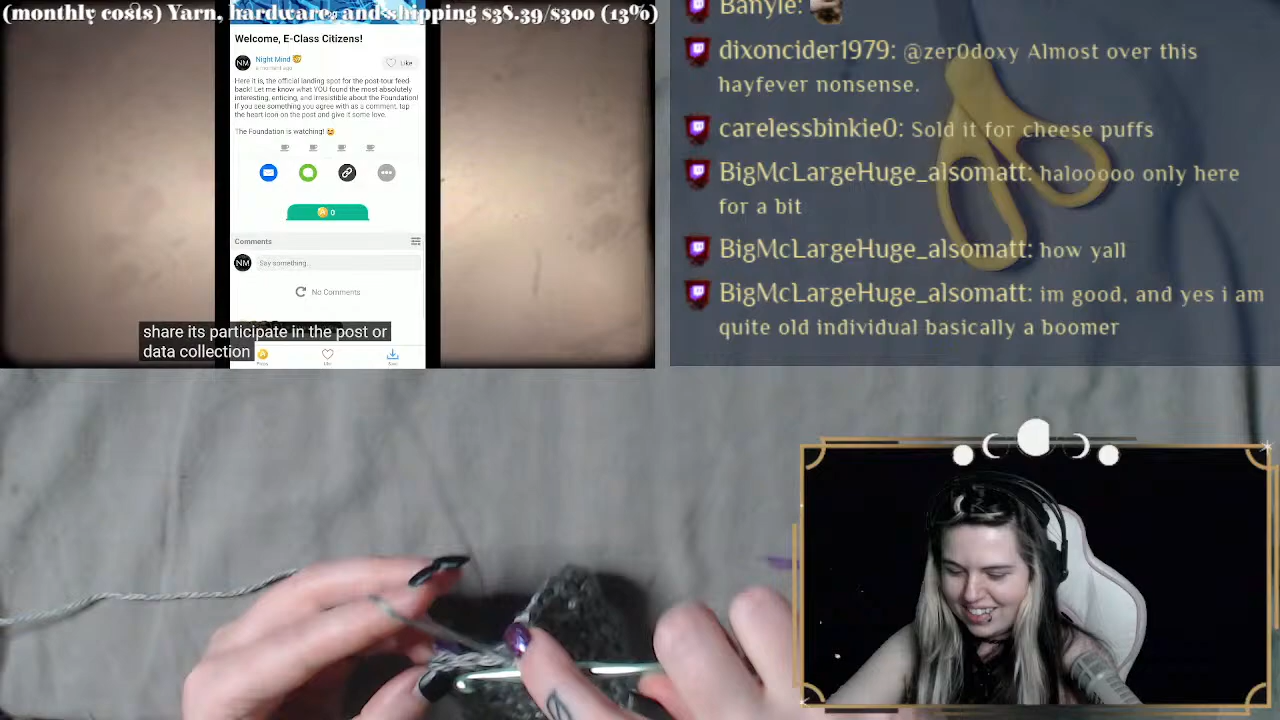 (monthly costs) Yarn, hardware, and shipping $38.39/$300 (13%)
Welcome, E-Class Citizens!
NM
Night Mind
a moment ago
Like
Here it is, the official landing spot for the post-tour feed-
back! Let me know what YOU found the most absolutely
interesting, enticing, and irresistible about the Foundation!
If you see something you agree with as a comment, tap
the heart icon on the post and give it some love.
The Foundation is watching!
0
Comments
NM
Say something...
No Comments
share its participate in the post or
data collection
Banyle:
dixoncider1979: @zer0doxy Almost over this
hayfever nonsense.
carelessbinkie0: Sold it for cheese puffs
BigMcLargeHuge_alsomatt: halooooo only here
for a bit
BigMcLargeHuge_alsomatt: how yall
BigMcLargeHuge_alsomatt: im good, and yes i am
quite old individual basically a boomer